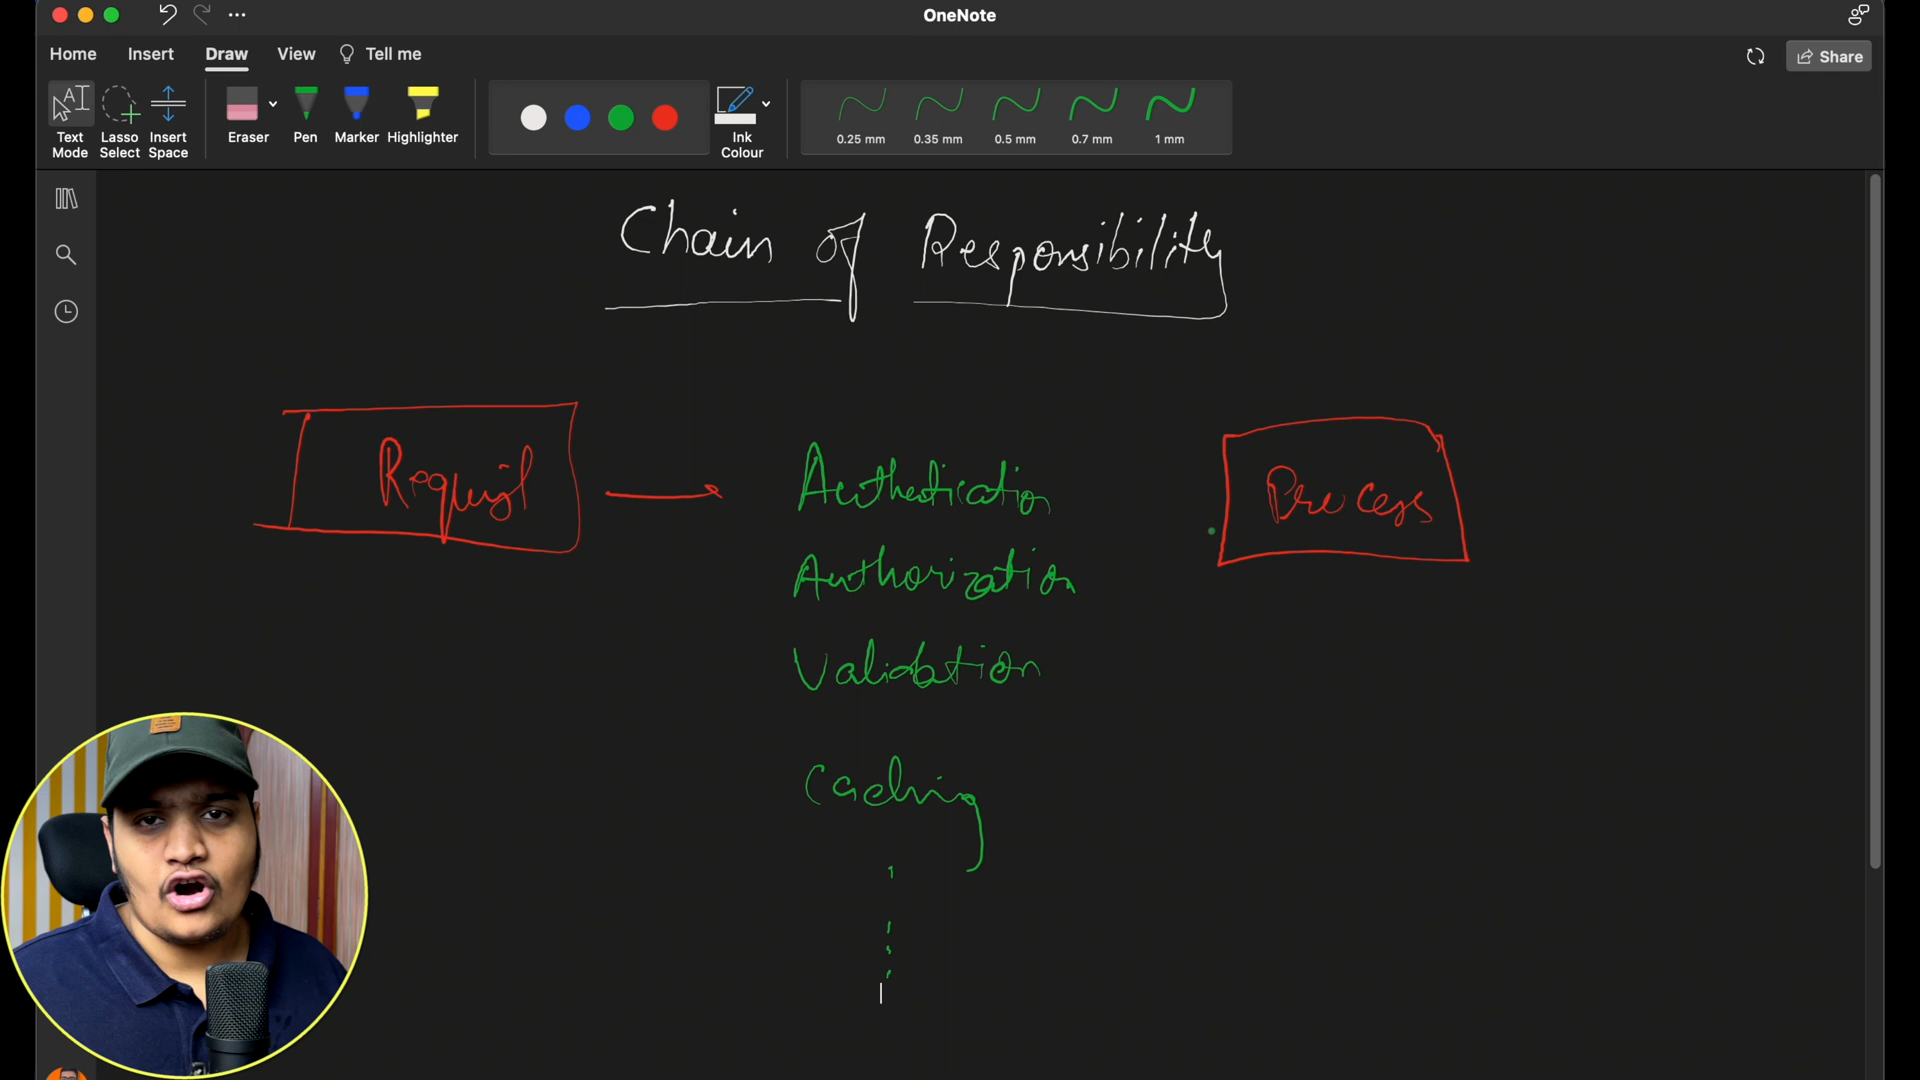 OneNote
Home Insert Draw View Tell me Share
Text Mode
Lasso Select
Insert Space
Eraser
Pen
Marker
Highlighter
Ink Colour
0.25 mm
0.35 mm
0.5 mm
0.7 mm
1 mm
Chain of Responsibility
Request
Authentication
Authorization
Validation
Caching
Process